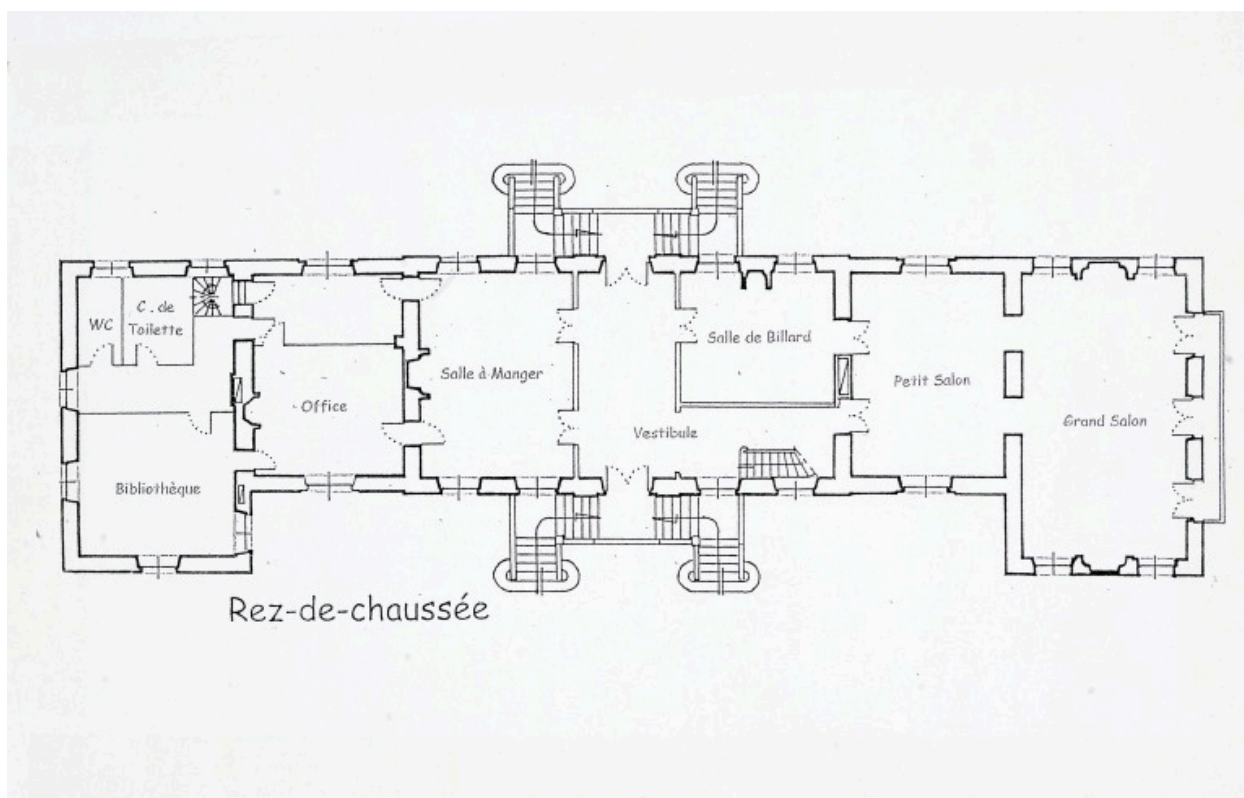 WC
C. de
Toilette
Salle de Billard
Salle à Manger
Petit Salon
Office
Grand Salon
Vestibule
Bibliothèque
Rez-de-chaussée